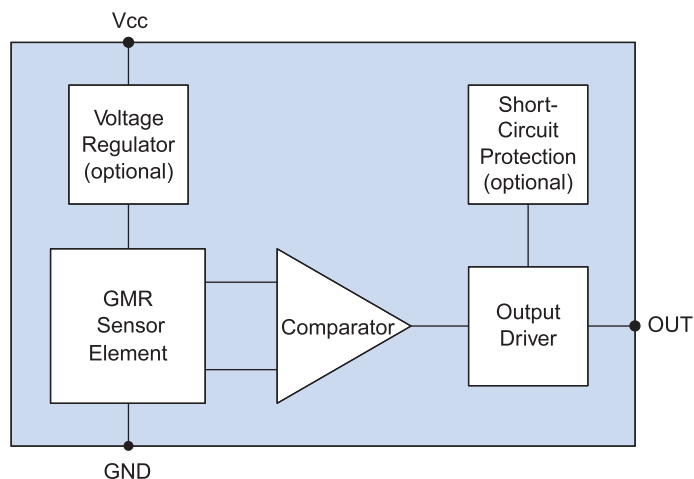 Vcc
Voltage
Regulator
(optional)
Short-
Circuit
Protection
(optional)
GMR
Sensor
Element
Comparator
Output
Driver
OUT
GND